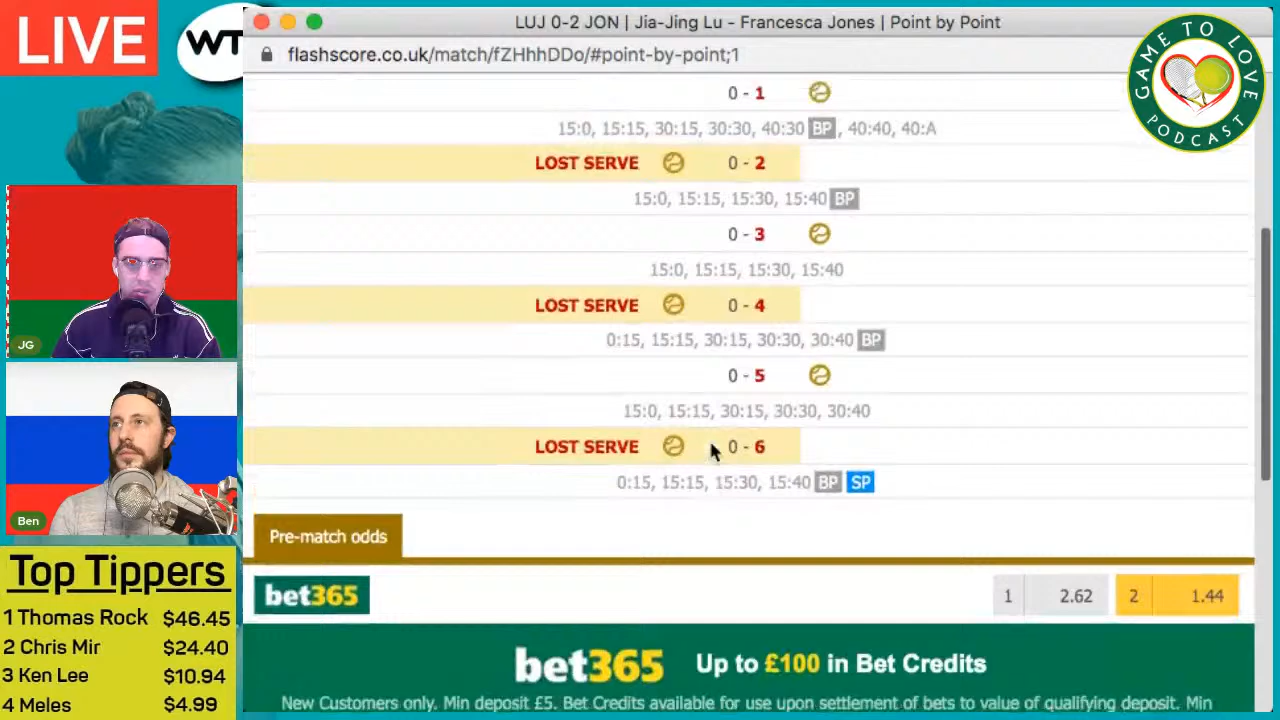 LIVE
WT
LUJ 0-2 JON | Jia-Jing Lu - Francesca Jones | Point by Point
flashscore.co.uk/match/fZHhhDDo/#point-by-point;1
GAME TO LOVE PODCAST
0 - 1
15:0, 15:15, 30:15, 30:30, 40:30 BP , 40:40, 40:A
LOST SERVE 0 - 2
15:0, 15:15, 15:30, 15:40 BP
0 - 3
15:0, 15:15, 15:30, 15:40
LOST SERVE 0 - 4
0:15, 15:15, 30:15, 30:30, 30:40 BP
0 - 5
15:0, 15:15, 30:15, 30:30, 30:40
LOST SERVE 0 - 6
0:15, 15:15, 15:30, 15:40 BP SP
Pre-match odds
bet365 1 2.62 2 1.44
bet365 Up to £100 in Bet Credits
New Customers only. Min deposit £5. Bet Credits available for use upon settlement of bets to value of qualifying deposit. Min
JG
Ben
Top Tippers
1 Thomas Rock $46.45
2 Chris Mir $24.40
3 Ken Lee $10.94
4 Meles $4.99